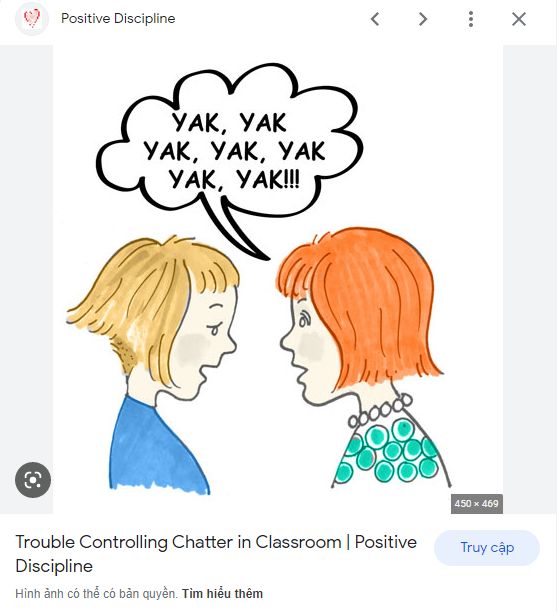 Positive Discipline
YAK, YAK
YAK, YAK, YAK
YAK, YAK!!!
450 × 469
Trouble Controlling Chatter in Classroom | Positive
Discipline
Truy cập
Hình ảnh có thể có bản quyền. Tìm hiểu thêm